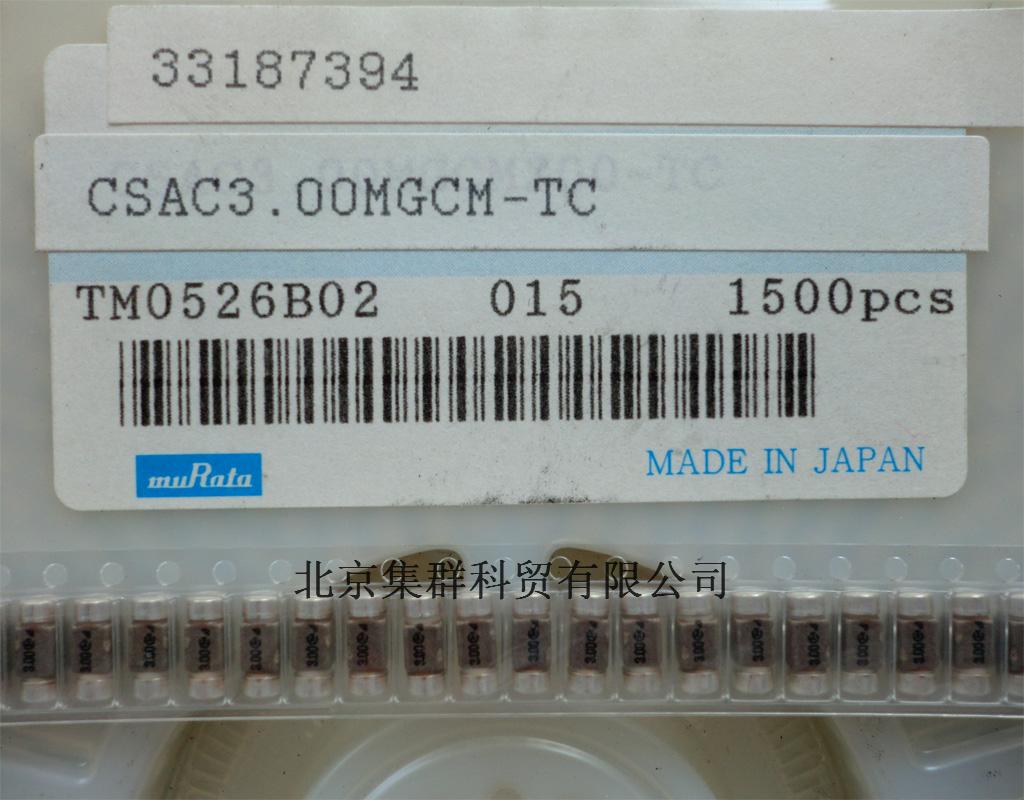 33187394
CSAC3.00MGCM-TC
TM0526B02 015 1500pcs
muRata
MADE IN JAPAN
北京集群科贸有限公司